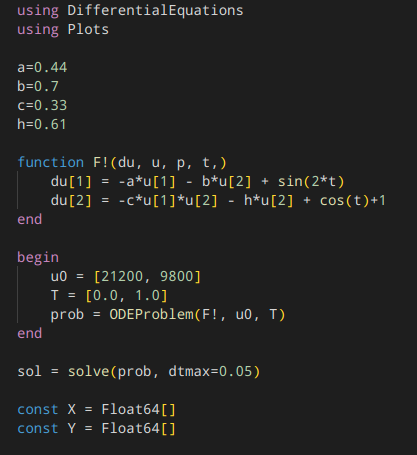 using DifferentialEquations
using Plots
a=0.44
b=0.7
c=0.33
h=0.61
function F!(du, u, p, t,)
du[1] = -a*u[1] - b*u[2] + sin(2*t)
du[2] = -c*u[1]*u[2] - h*u[2] + cos(t)+1
end
begin
u0 = [21200, 9800]
T = [0.0, 1.0]
prob = ODEProblem(F!, u0, T)
end
sol = solve(prob, dtmax=0.05)
const X = Float64[]
const Y = Float64[]